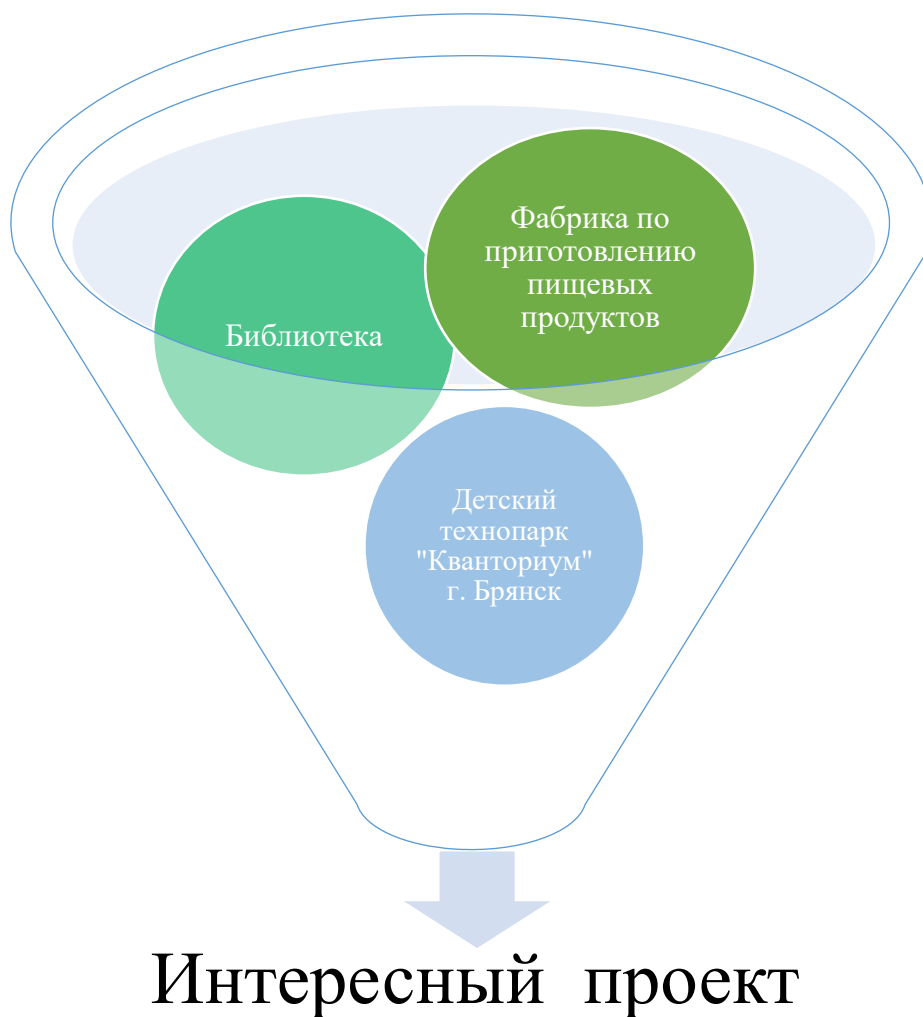 Фабрика по
приготовлению
пищевых
продуктов
Библиотека
Детский
технопарк
"Кванториум"
г. Брянск
Интересный проект